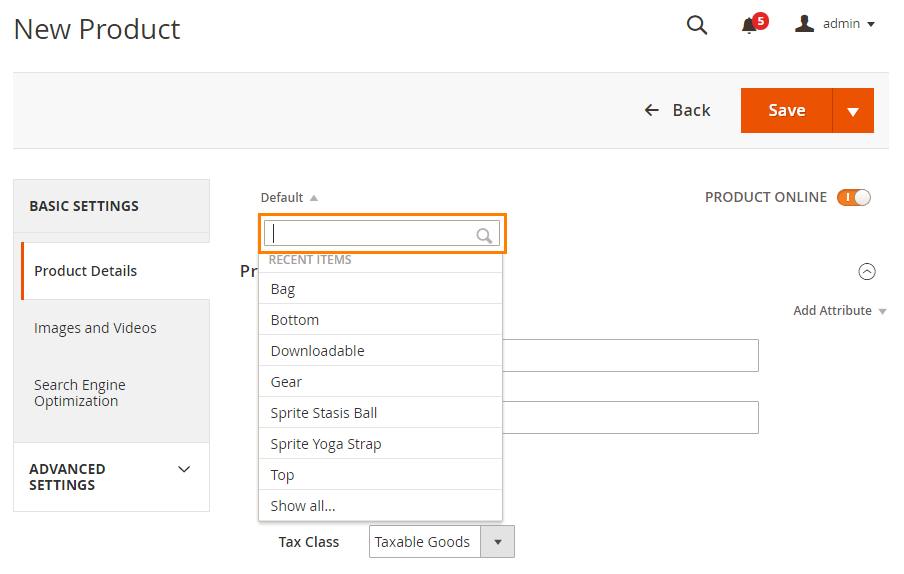 New Product
5
admin
Back
Save
BASIC SETTINGS
Default
PRODUCT ONLINE
Product Details
Pr
RECENT ITEMS
Add Attribute
Images and Videos
Search Engine
Optimization
ADVANCED
SETTINGS
Bag
Bottom
Downloadable
Gear
Sprite Stasis Ball
Sprite Yoga Strap
Top
Show all...
Tax Class
Taxable Goods